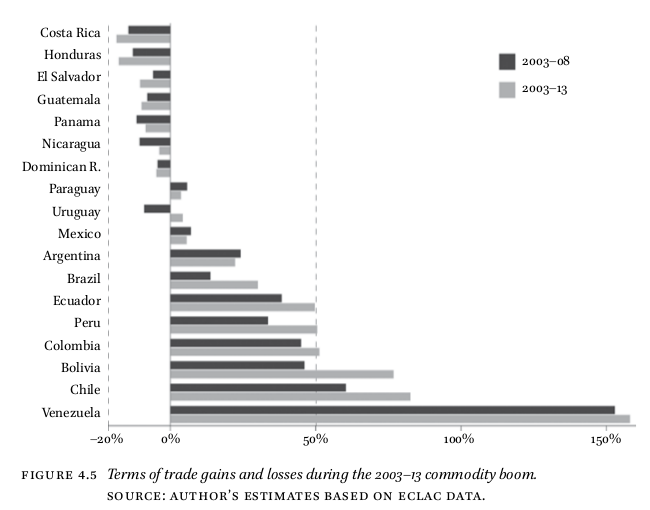 Costa Rica
Honduras
El Salvador
Guatemala
Panama
Nicaragua
Dominican R.
Paraguay
Uruguay
Mexico
Argentina
Brazil
Ecuador
Peru
Colombia
Bolivia
Chile
Venezuela
2003–08
2003–13
–20% 0% 50% 100% 150%
FIGURE 4.5 Terms of trade gains and losses during the 2003–13 commodity boom.
SOURCE: AUTHOR'S ESTIMATES BASED ON ECLAC DATA.